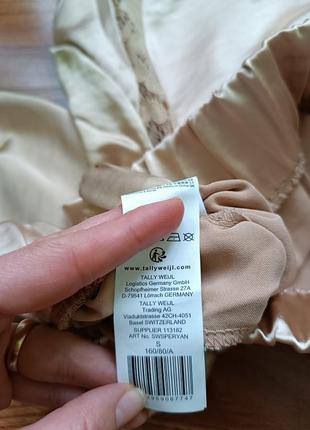 www.tallyweijl.com
TALLY WEIJL
Logistics Germany GmbH
Schopfheimer Strasse 27A
D-79541 Lörrach GERMANY
TALLY WEIJL
Trading AG
Viaduktstrasse 42CH-4051
Basel SWITZERLAND
SUPPLIER 113182
ART No. SWSIPERYAN
S
160/80/A